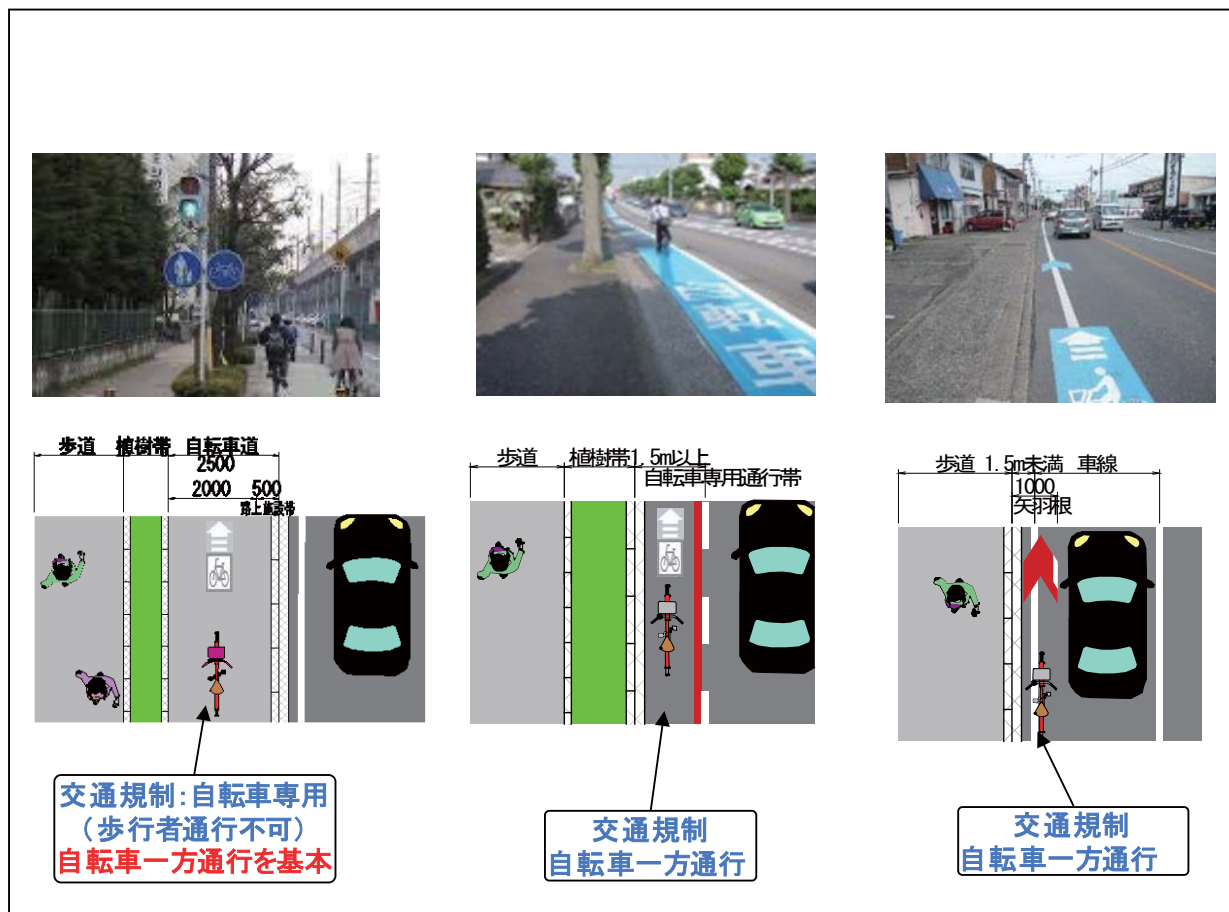 自転車
歩道 植樹帯 自転車道
2500
2000 500
路上施設帯
交通規制:自転車専用
(歩行者通行不可)
自転車一方通行を基本
歩道 植樹帯 1.5m以上
自転車専用通行帯
交通規制
自転車一方通行
歩道 1.5m未満 車線
1000
矢羽根
交通規制
自転車一方通行